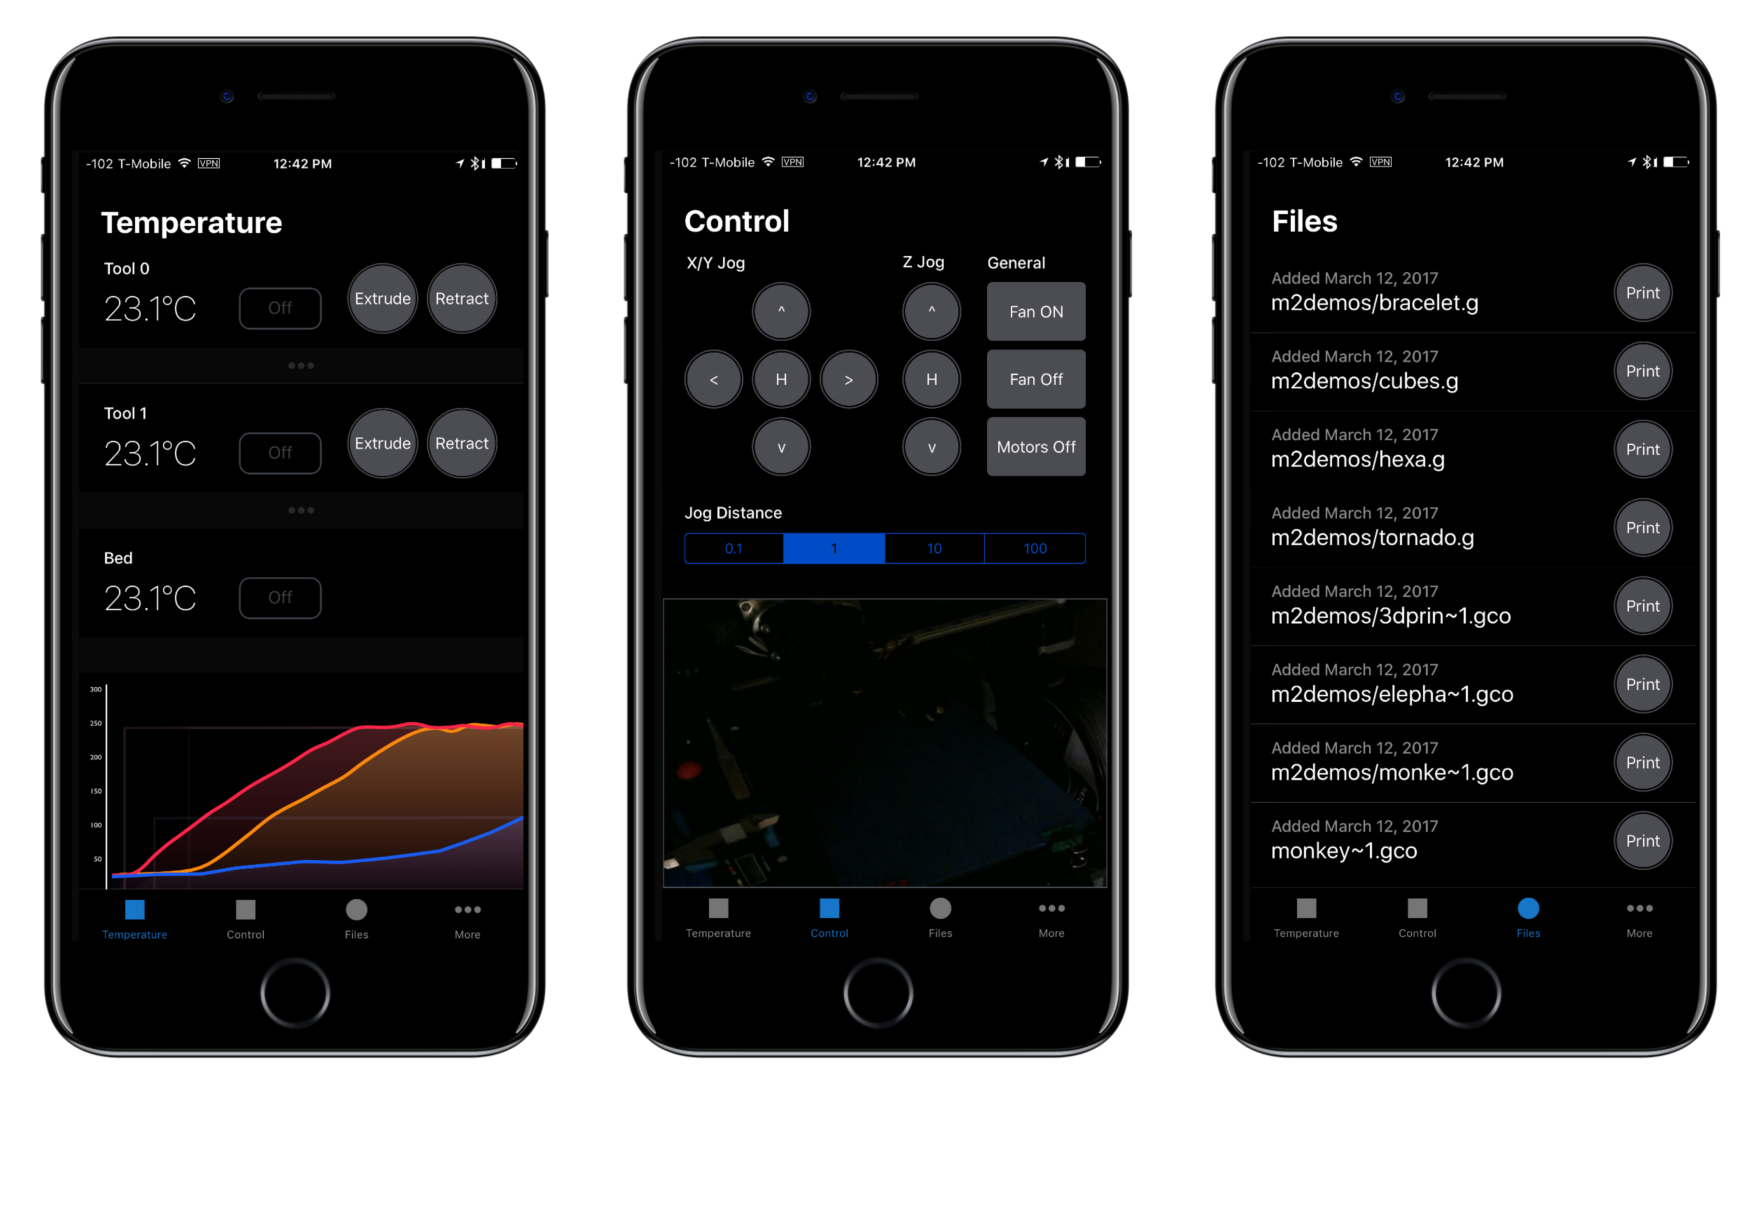 -102 T-Mobile VPN 12:42 PM
Temperature
Tool 0
23.1°C Off Extrude Retract
Tool 1
23.1°C Off Extrude Retract
Bed
23.1°C Off
300
250
200
150
100
50
Temperature Control Files More
-102 T-Mobile VPN 12:42 PM
Control
X/Y Jog Z Jog General
^ ^ Fan ON
< H > H Fan Off
v v Motors Off
Jog Distance
0.1 1 10 100
Temperature Control Files More
-102 T-Mobile VPN 12:42 PM
Files
Added March 12, 2017
m2demos/bracelet.g Print
Added March 12, 2017
m2demos/cubes.g Print
Added March 12, 2017
m2demos/hexa.g Print
Added March 12, 2017
m2demos/tornado.g Print
Added March 12, 2017
m2demos/3dprin~1.gco Print
Added March 12, 2017
m2demos/elepha~1.gco Print
Added March 12, 2017
m2demos/monke~1.gco Print
Added March 12, 2017
monkey~1.gco Print
Temperature Control Files More